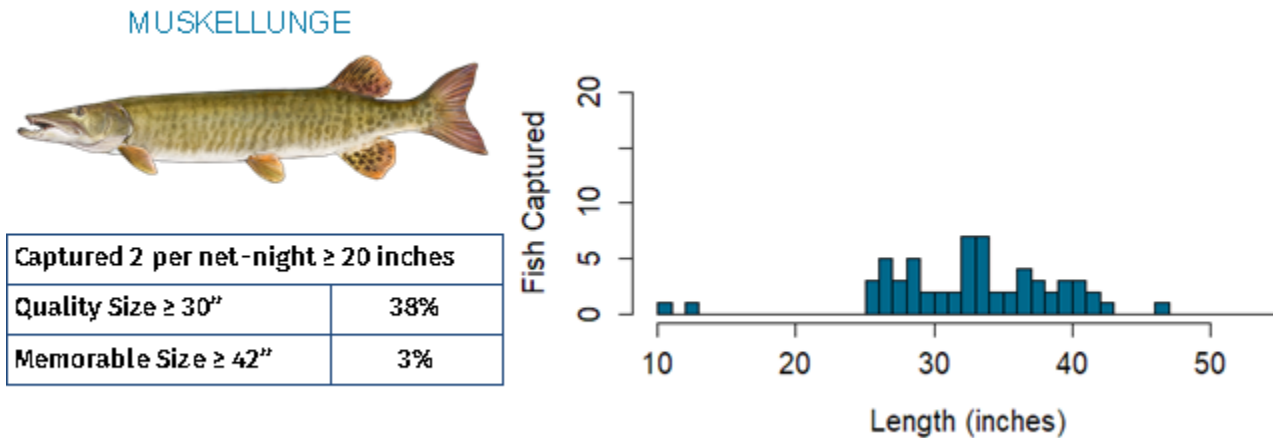 MUSKELLUNGE
Captured 2 per net-night ≥ 20 inches
Quality Size ≥ 30” 38%
Memorable Size ≥ 42” 3%
Fish Captured
20
10
5
0
10 20 30 40 50
Length (inches)